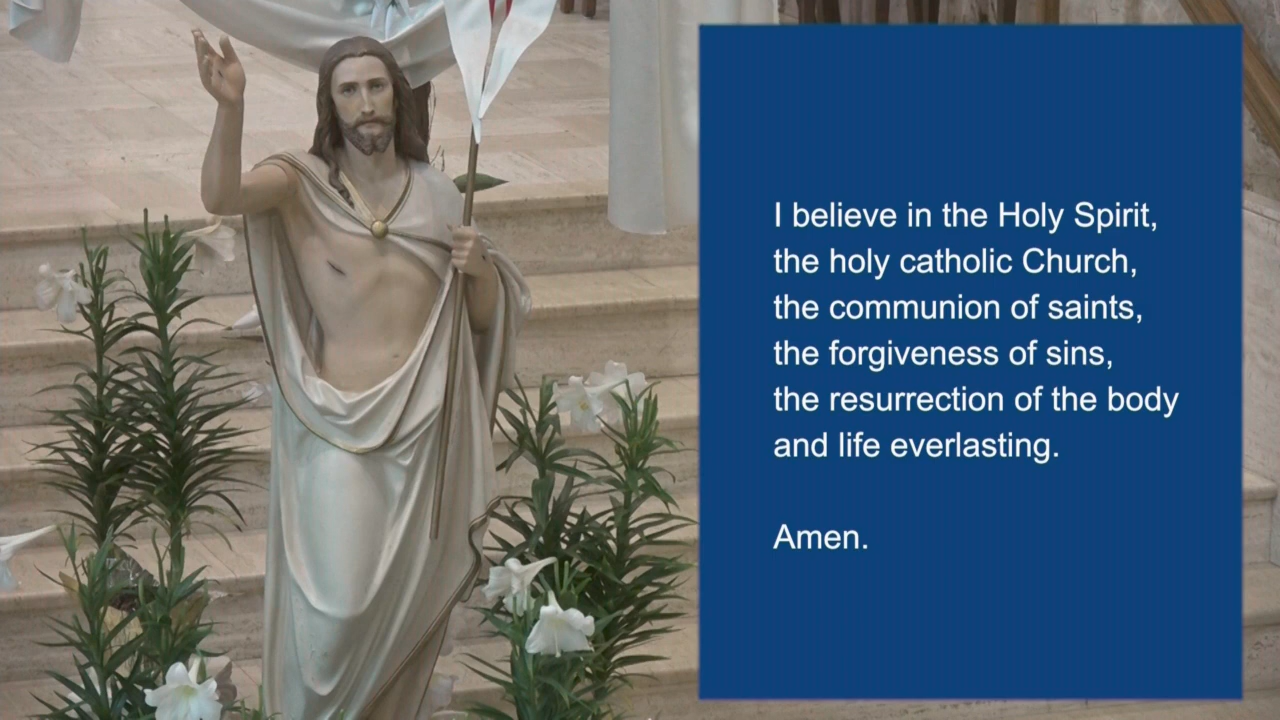 I believe in the Holy Spirit,
the holy catholic Church,
the communion of saints,
the forgiveness of sins,
the resurrection of the body
and life everlasting.
Amen.